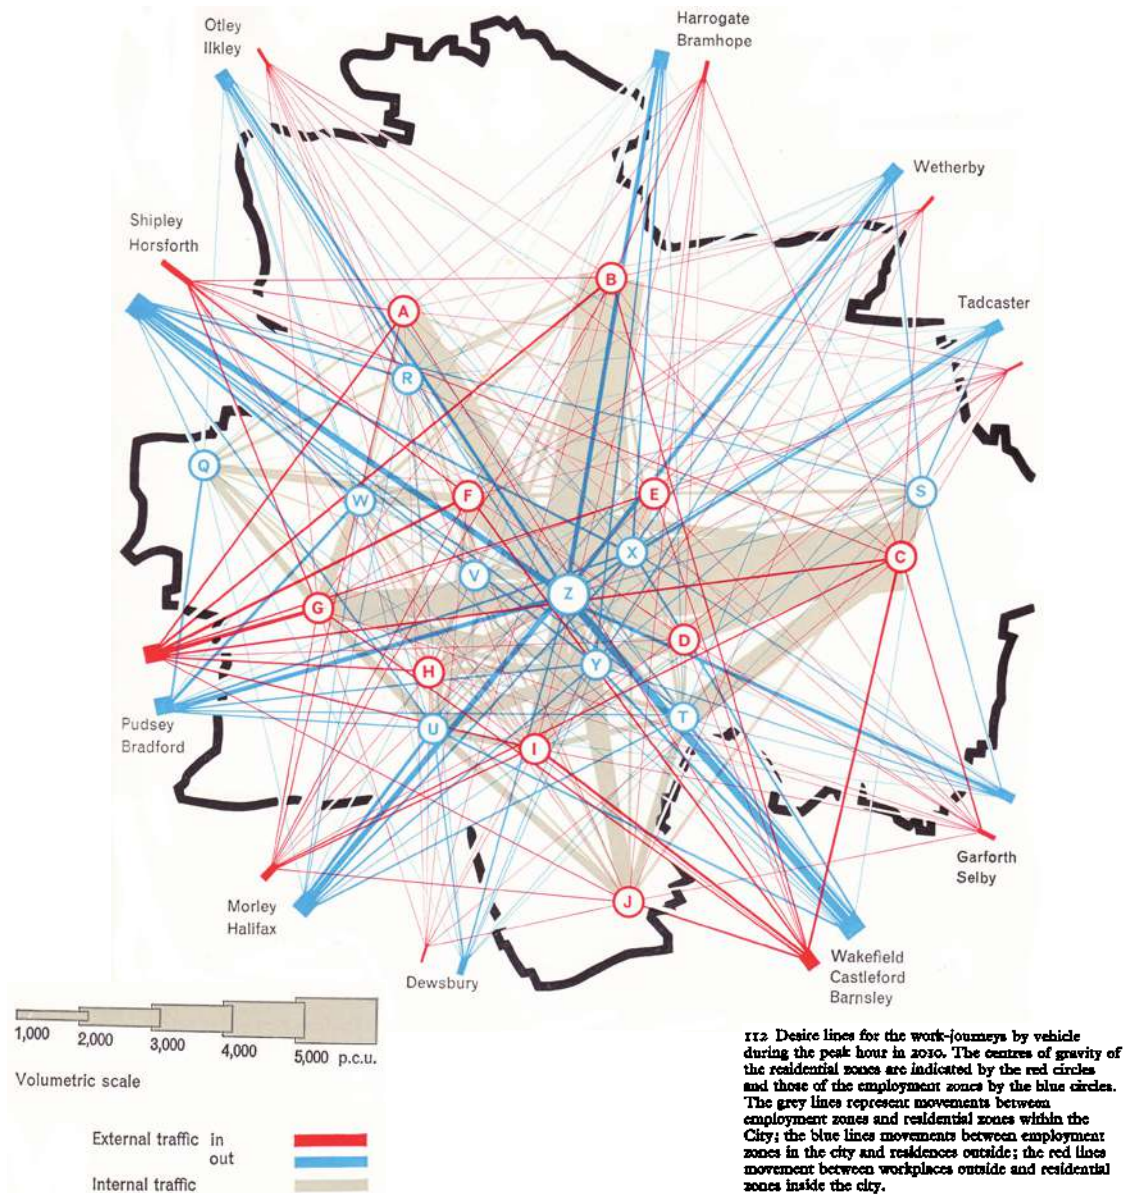 Otley
Ilkley
Harrogate
Bramhope
Wetherby
Shipley
Horsforth
Tadcaster
B
A
R
Q
W
F
E
S
X
C
V
Z
G
D
H
Y
T
U
I
Pudsey
Bradford
J
Garforth
Selby
Morley
Halifax
Dewsbury
Wakefield
Castleford
Barnsley
1,000
2,000
3,000
4,000
5,000 p.c.u.
Volumetric scale
External traffic in
out
Internal traffic
112 Desire lines for the work-journeys by vehicle
during the peak hour in 2010. The centres of gravity of
the residential zones are indicated by the red circles
and those of the employment zones by the blue circles.
The grey lines represent movements between
employment zones and residential zones within the
City; the blue lines movements between employment
zones in the city and residences outside; the red lines
movement between workplaces outside and residential
zones inside the city.